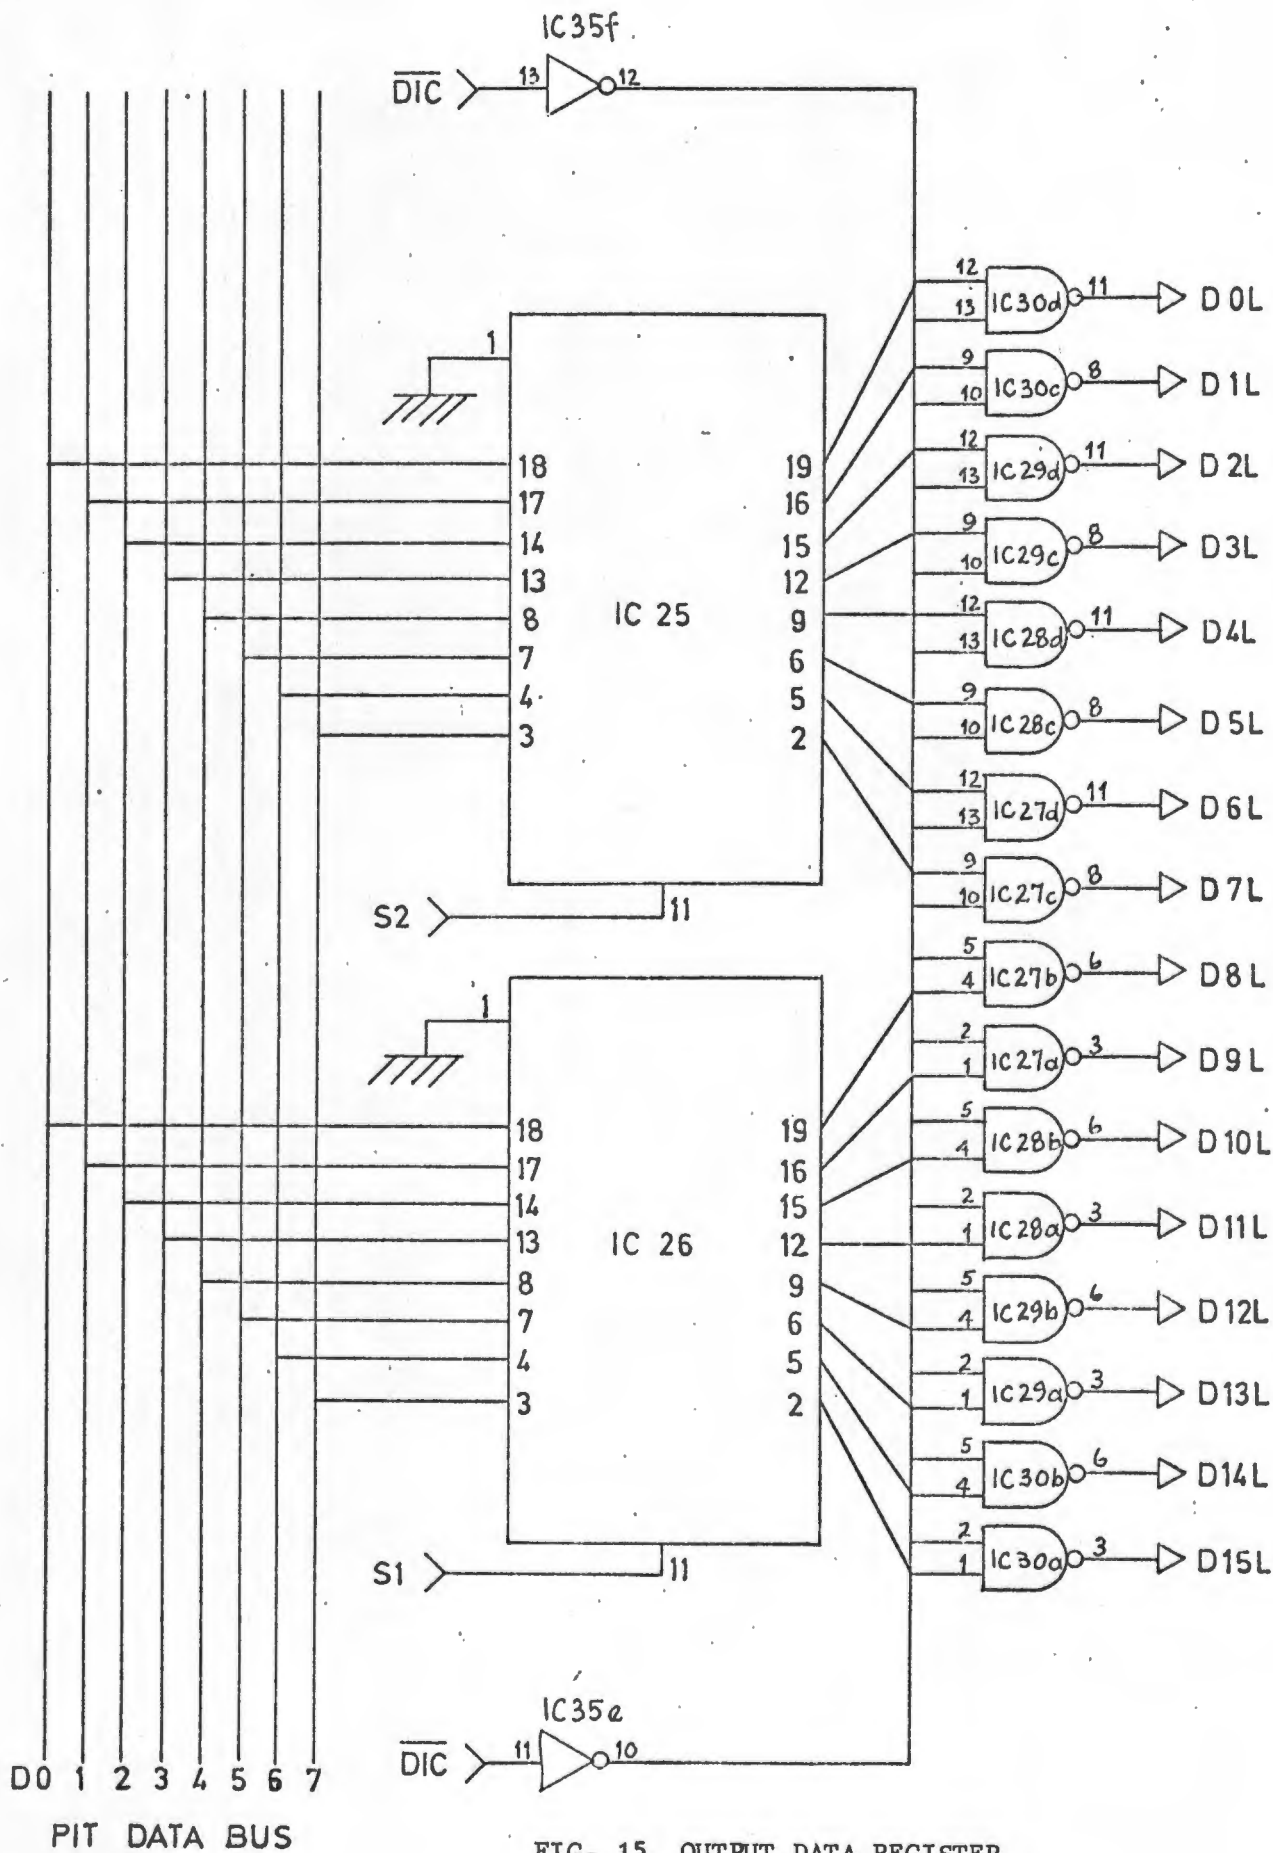 IC35f
DIC 13 12
12 IC30d 11 D0L
13
1
9 IC30c 8 D1L
10
18 19 12 IC29d 11 D2L
13
17 16
14 15 9 IC29c 8 D3L
10
13 12
8 IC 25 9 12 IC28d 11 D4L
13
7 6
4 5 9 IC28c 8 D5L
10
3 2
12 IC27d 11 D6L
13
9 IC27c 8 D7L
10
S2 11
5 IC27b 6 D8L
4
1
2 IC27a 3 D9L
1
18 19 5 IC28b 6 D10L
4
17 16
14 15 2 IC28a 3 D11L
1
13 IC 26 12
8 9 5 IC29b 6 D12L
4
7 6
4 5 2 IC29a 3 D13L
1
3 2
5 IC30b 6 D14L
4
S1 11 2 IC30a 3 D15L
1
IC35e
DIC 11 10
D0 1 2 3 4 5 6 7
PIT DATA BUS
FIG. 15 OUTPUT DATA REGISTER